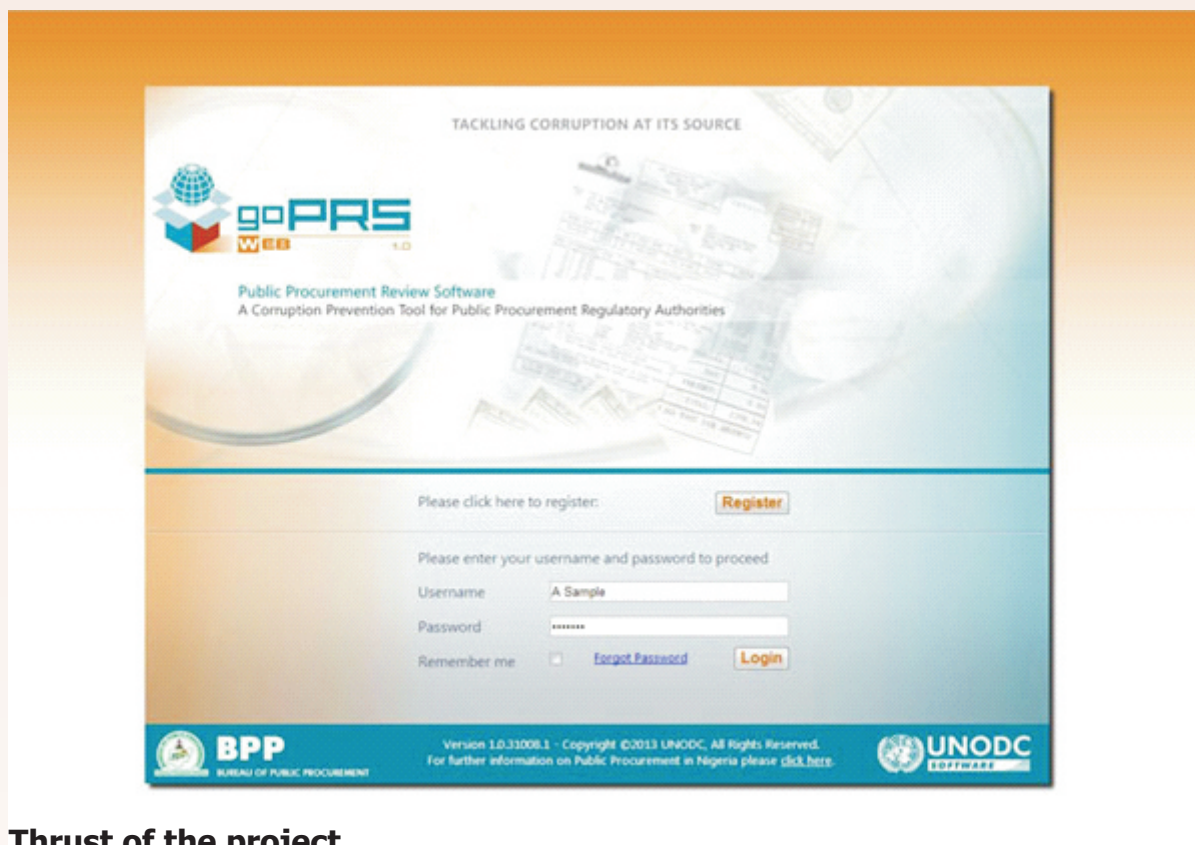 TACKLING CORRUPTION AT ITS SOURCE
goPRS
WEB 1.0
Public Procurement Review Software
A Corruption Prevention Tool for Public Procurement Regulatory Authorities
Please click here to register: Register
Please enter your username and password to proceed
Username A Sample
Password •••••••
Remember me Forgot Password Login
BPP
BUREAU OF PUBLIC PROCUREMENT
Version 1.0.31008.1 - Copyright ©2013 UNODC, All Rights Reserved.
For further information on Public Procurement in Nigeria please click here.
UNODC
SOFTWARE
Thrust of the project